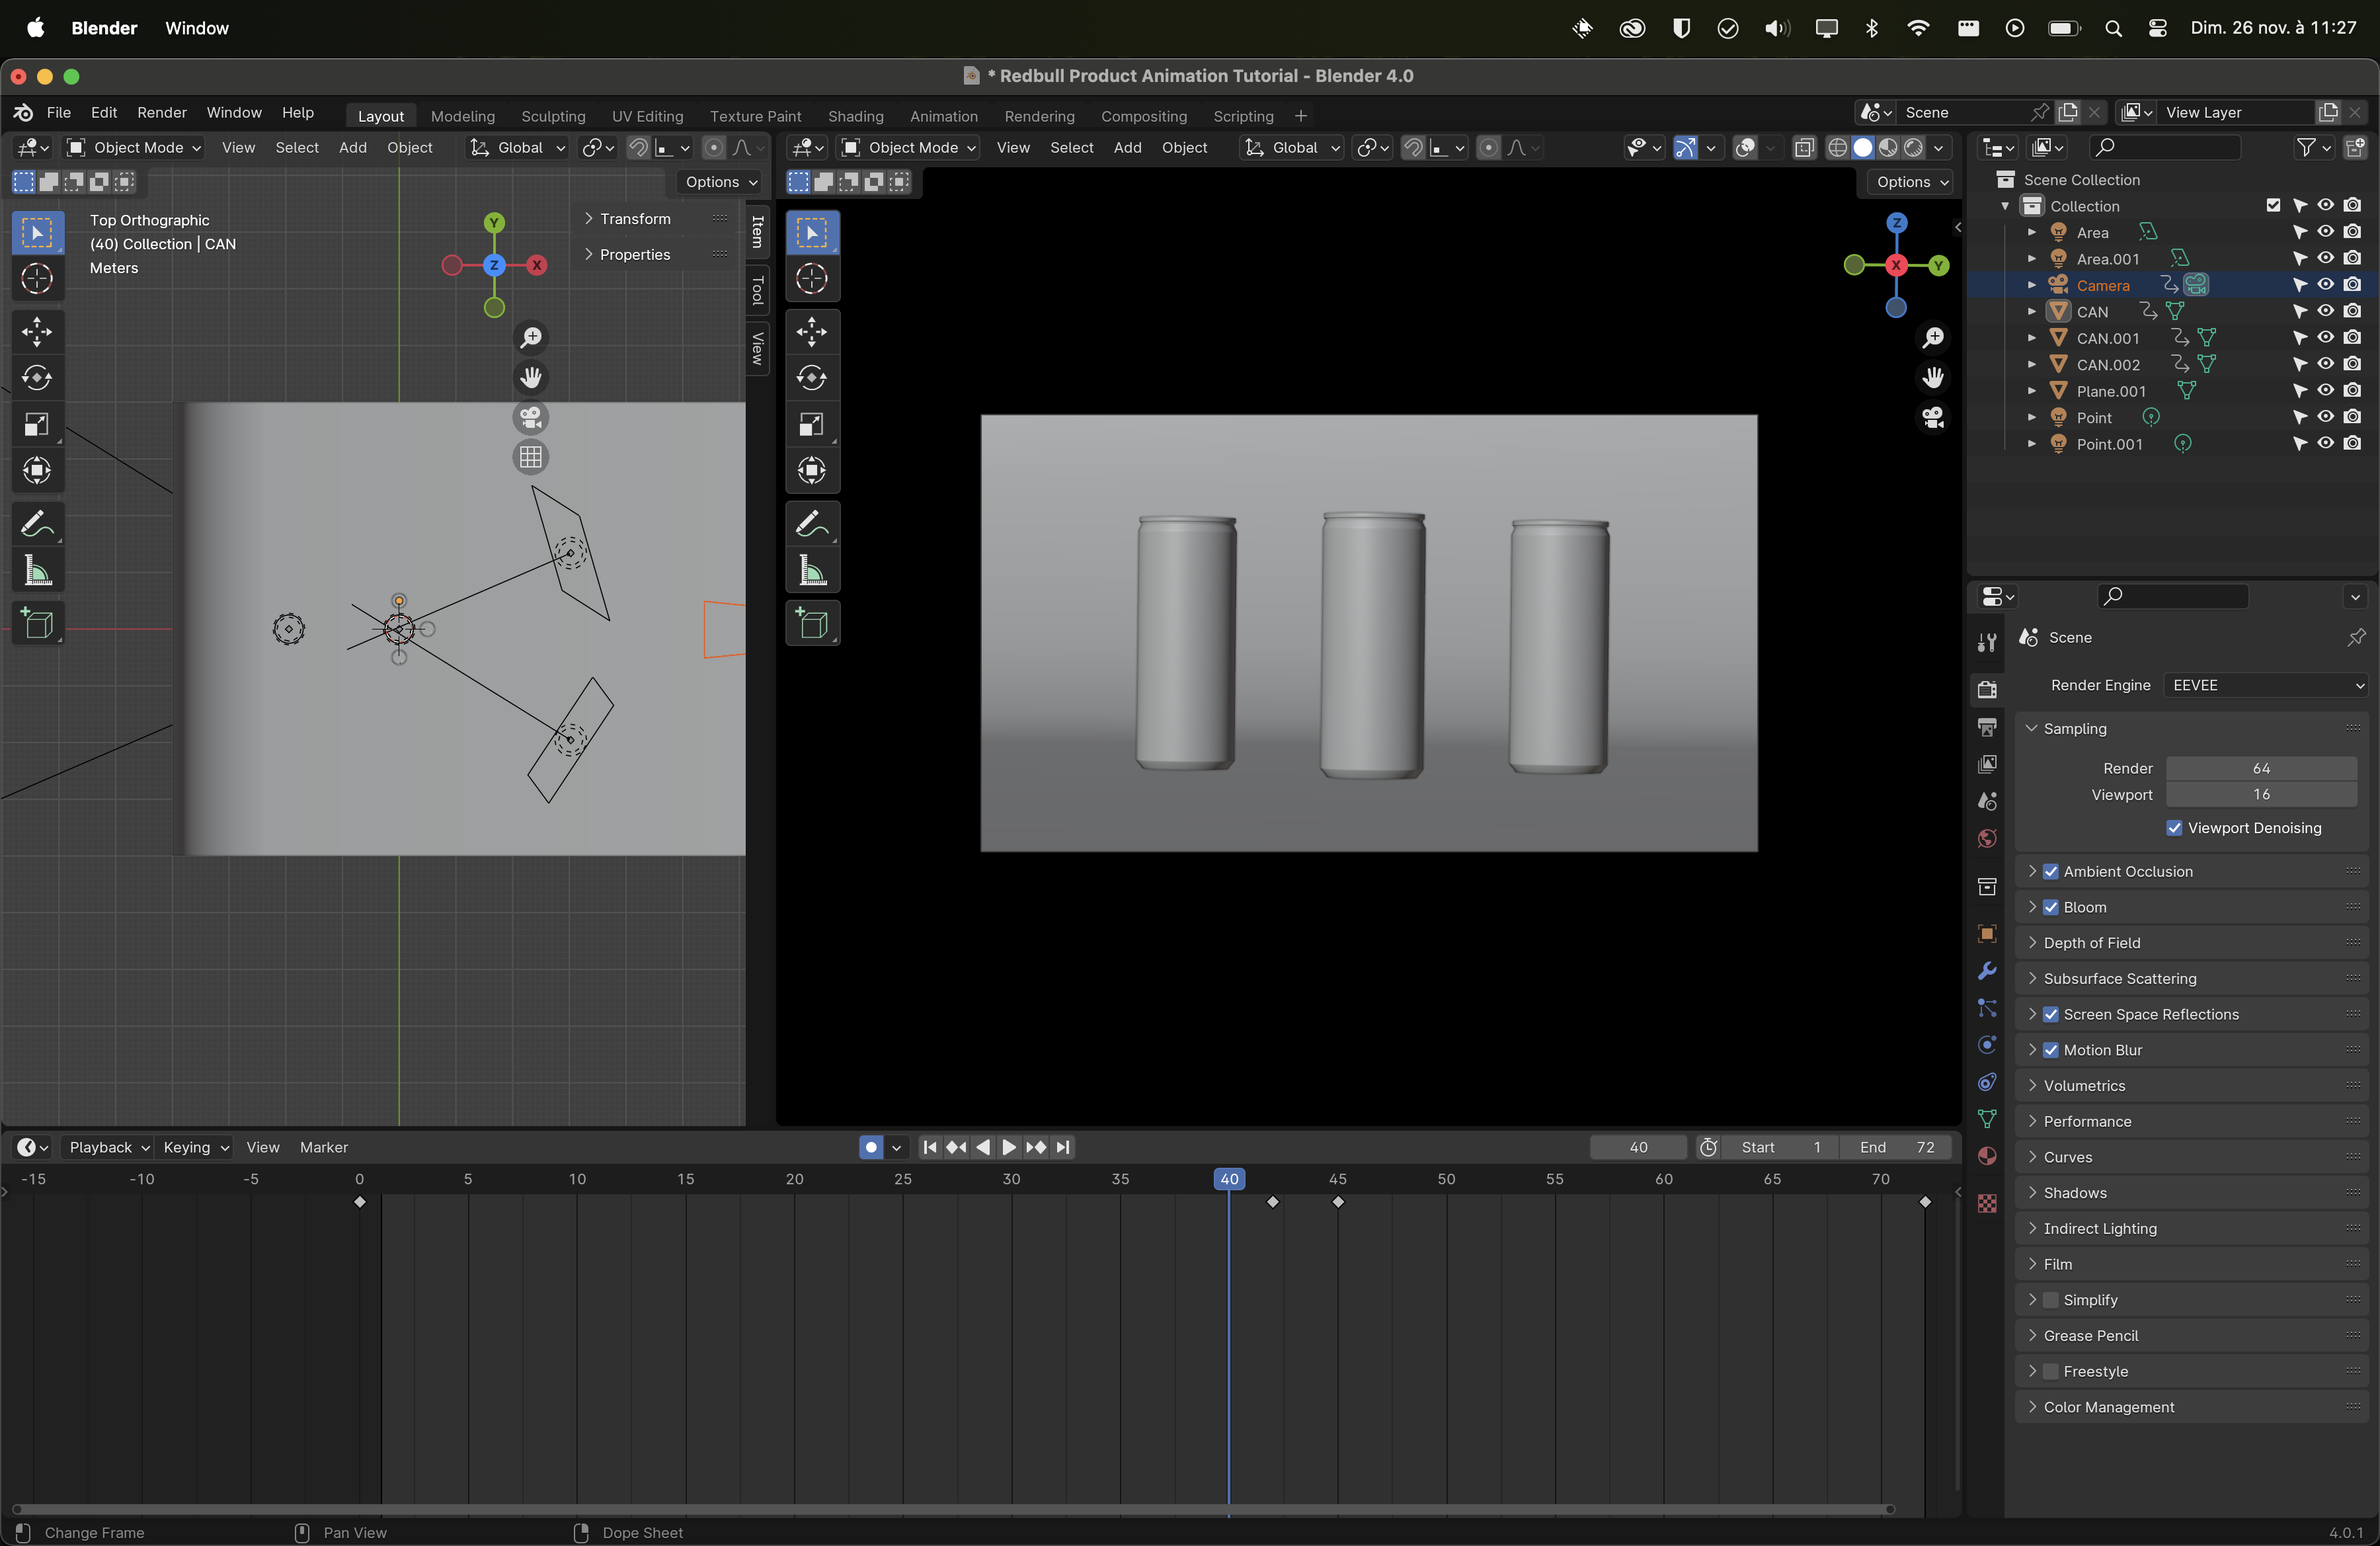 Blender Window Dim. 26 nov. à 11:27
* Redbull Product Animation Tutorial - Blender 4.0
File Edit Render Window Help Layout Modeling Sculpting UV Editing Texture Paint Shading Animation Rendering Compositing Scripting + Scene View Layer
Object Mode View Select Add Object Global Object Mode View Select Add Object Global
Options Options
Top Orthographic
(40) Collection | CAN
Meters
Y
Z
X
Transform
Properties
Item
Tool
View
Z
X
Y
Scene Collection
Collection
Area
Area.001
Camera
CAN
CAN.001
CAN.002
Plane.001
Point
Point.001
Scene
Render Engine EEVEE
Sampling
Render 64
Viewport 16
Viewport Denoising
Ambient Occlusion
Bloom
Depth of Field
Subsurface Scattering
Screen Space Reflections
Motion Blur
Volumetrics
Performance
Curves
Shadows
Indirect Lighting
Film
Simplify
Grease Pencil
Freestyle
Color Management
Playback Keying View Marker 40 Start 1 End 72
-15 -10 -5 0 5 10 15 20 25 30 35 40 45 50 55 60 65 70
Change Frame Pan View Dope Sheet 4.0.1